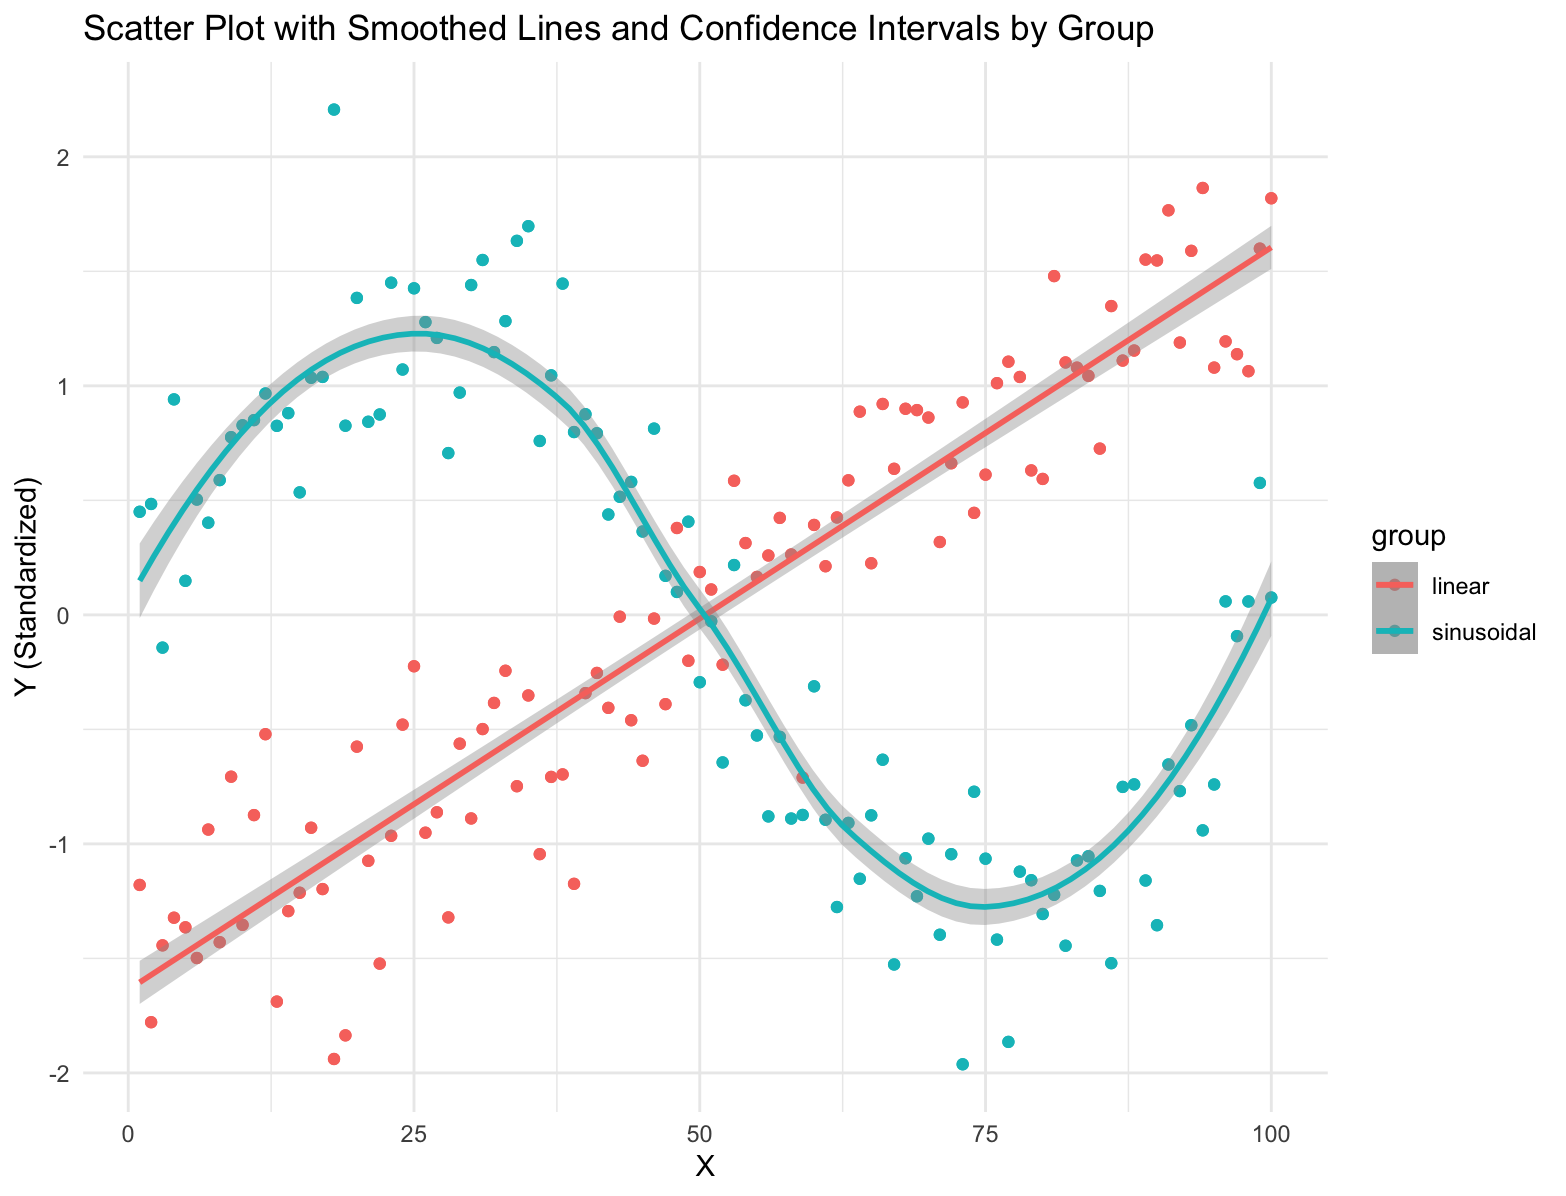 Scatter Plot with Smoothed Lines and Confidence Intervals by Group
Y (Standardized)
2
1
0
-1
-2
0 25 50 75 100
X
group
linear
sinusoidal